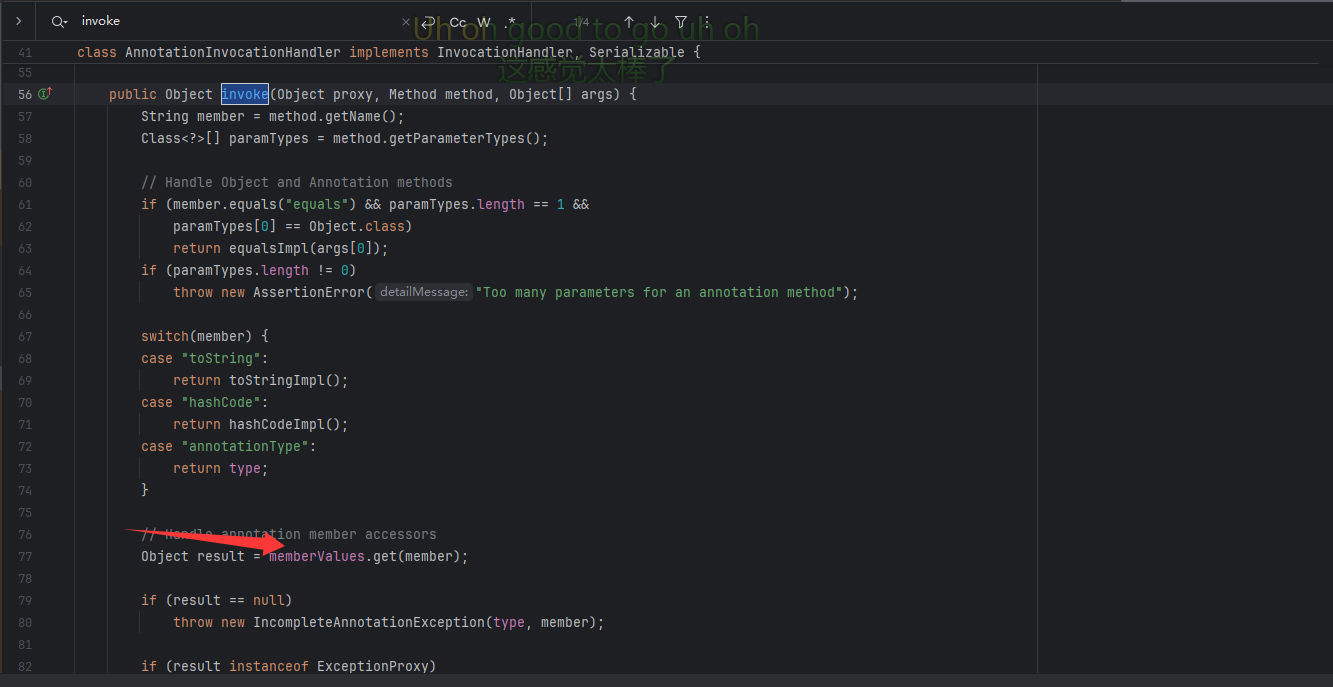 invoke
Cc W .* 1/4
Uh oh good to go uh oh
这感觉太棒了
41 class AnnotationInvocationHandler implements InvocationHandler, Serializable {
55
56 public Object invoke(Object proxy, Method method, Object[] args) {
57 String member = method.getName();
58 Class<?>[] paramTypes = method.getParameterTypes();
59
60 // Handle Object and Annotation methods
61 if (member.equals("equals") && paramTypes.length == 1 &&
62 paramTypes[0] == Object.class)
63 return equalsImpl(args[0]);
64 if (paramTypes.length != 0)
65 throw new AssertionError( detailMessage: "Too many parameters for an annotation method");
66
67 switch(member) {
68 case "toString":
69 return toStringImpl();
70 case "hashCode":
71 return hashCodeImpl();
72 case "annotationType":
73 return type;
74 }
75
76 // Handle annotation member accessors
77 Object result = memberValues.get(member);
78
79 if (result == null)
80 throw new IncompleteAnnotationException(type, member);
81
82 if (result instanceof ExceptionProxy)